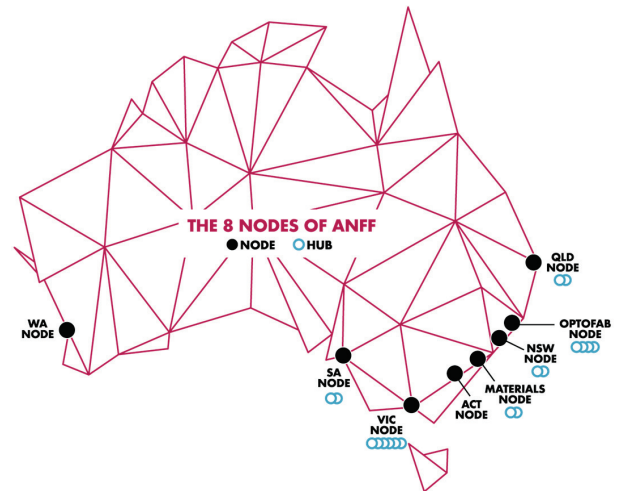 THE 8 NODES OF ANFF
NODE HUB
QLD
NODE
OPTOFAB
NODE
WA
NODE
NSW
NODE
SA
NODE
MATERIALS
NODE
ACT
NODE
VIC
NODE